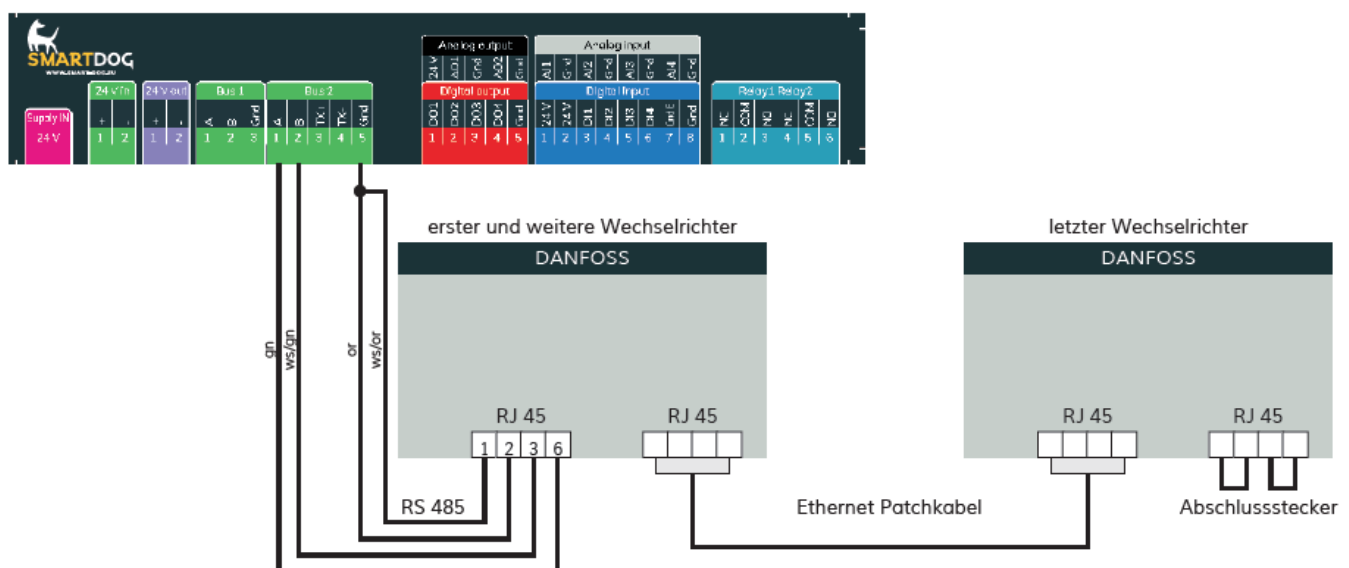 SMARTDOG
WWW.SMARTDOG.EU
Supply IN
24 V
24 V in
+ -
1 2
24 V out
+ -
1 2
Bus 1
A B Gnd
1 2 3
Bus 2
A B TX+ TX- Gnd
1 2 3 4 5
Analog output
24 V AO1 Gnd AO2 Gnd
Digital output
DO1 DO2 DO3 DO4 Gnd
1 2 3 4 5
Analog input
AI1 Gnd AI2 Gnd AI3 Gnd AI4 Gnd
Digital Input
24 V 24 V DI1 DI2 DI3 DI4 Gnd
1 2 3 4 5 6 7 8
Relay1 Relay2
NC COM NO NC COM NO
1 2 3 4 5 6
erster und weitere Wechselrichter
DANFOSS
letzter Wechselrichter
DANFOSS
gn
ws/gn
or
ws/or
RJ 45
1 2 3 6
RJ 45
RJ 45
RJ 45
RS 485
Ethernet Patchkabel
Abschlussstecker